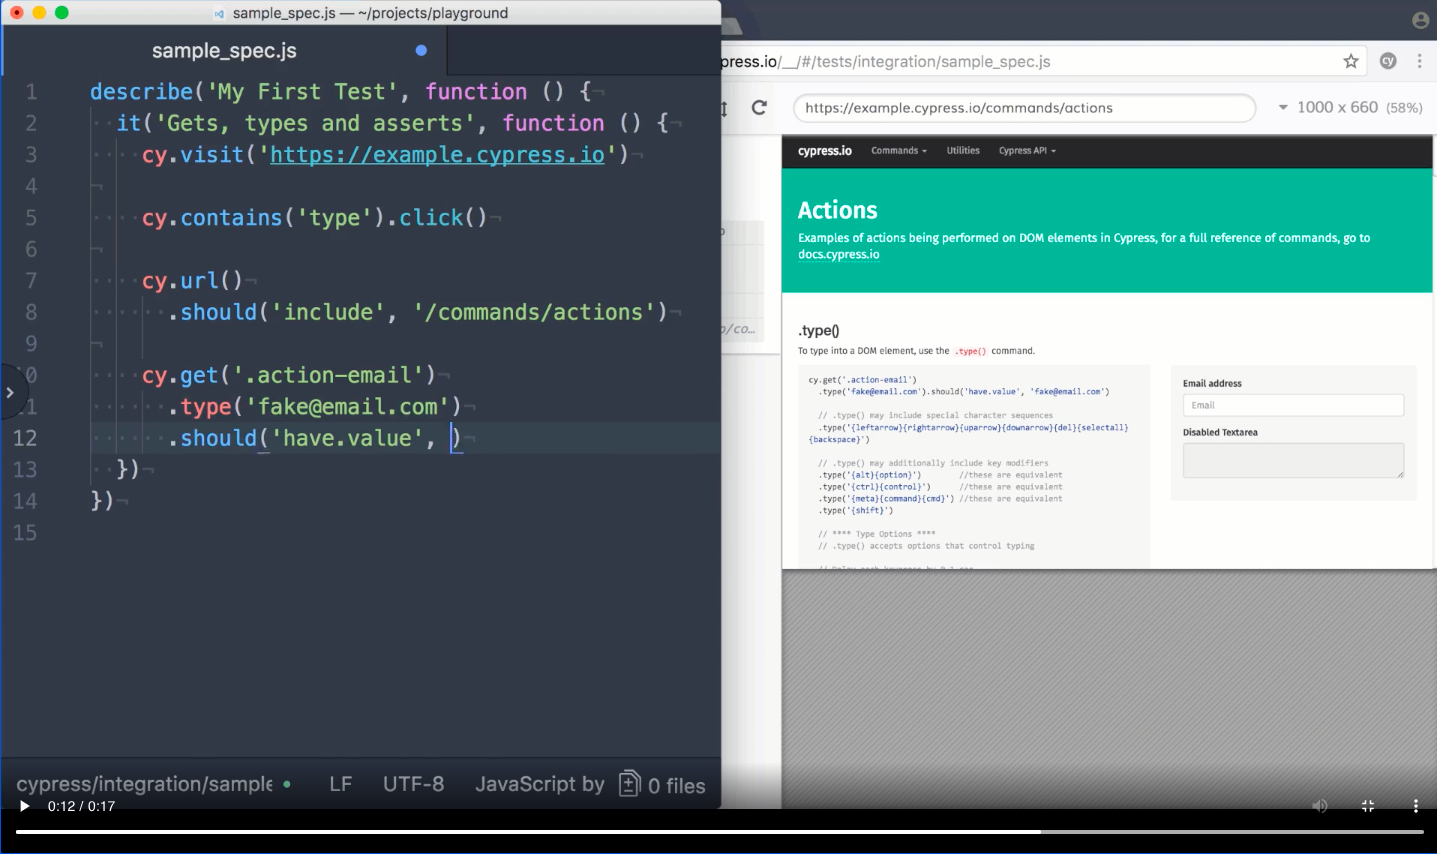 sample_spec.js — ~/projects/playground
sample_spec.js
1 describe('My First Test', function () {
2 it('Gets, types and asserts', function () {
3 cy.visit('https://example.cypress.io')
4
5 cy.contains('type').click()
6
7 cy.url()
8 .should('include', '/commands/actions')
9
0 cy.get('.action-email')
1 .type('fake@email.com')
12 .should('have.value', )
13 })
14 })
15
cypress/integration/sample LF UTF-8 JavaScript by 0 files
0:12 / 0:17
press.io/__/#/tests/integration/sample_spec.js
cy
https://example.cypress.io/commands/actions
1000 x 660 (58%)
cypress.io Commands Utilities Cypress API
Actions
Examples of actions being performed on DOM elements in Cypress, for a full reference of commands, go to
docs.cypress.io
/co...
.type()
To type into a DOM element, use the .type() command.
cy.get('.action-email')
.type('fake@email.com').should('have.value', 'fake@email.com')
// .type() may include special character sequences
.type('{leftarrow}{rightarrow}{uparrow}{downarrow}{del}{selectall}
{backspace}')
// .type() may additionally include key modifiers
.type('{alt}{option}') //these are equivalent
.type('{ctrl}{control}') //these are equivalent
.type('{meta}{command}{cmd}') //these are equivalent
.type('{shift}')
// **** Type Options ****
// .type() accepts options that control typing
Email address
Email
Disabled Textarea